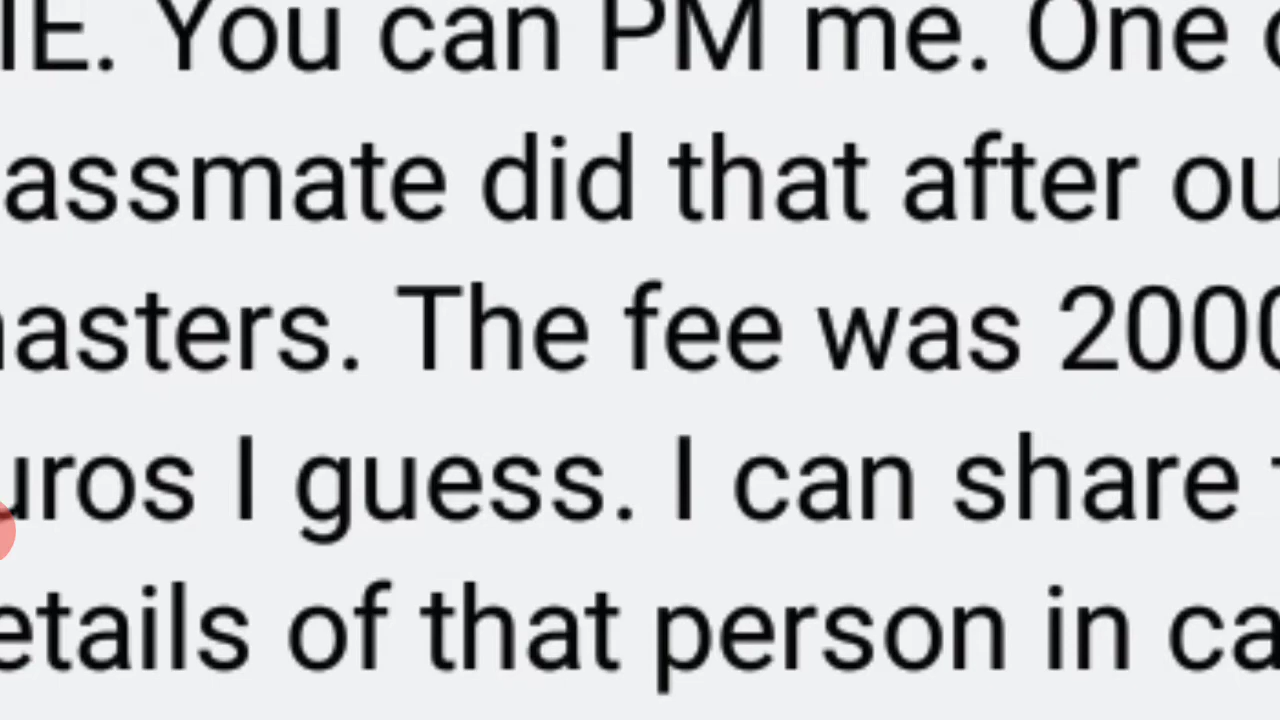 IE. You can PM me. One
assmate did that after ou
asters. The fee was 2000
uros I guess. I can share
etails of that person in ca